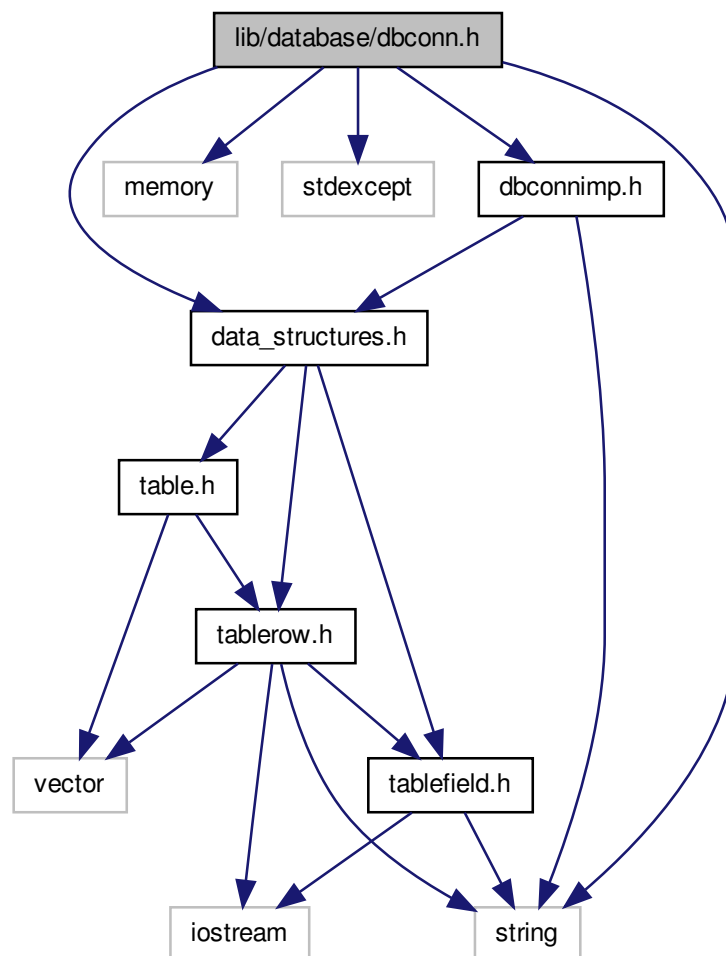 lib/database/dbconn.h
memory
stdexcept
dbconnimp.h
data_structures.h
table.h
tablerow.h
vector
tablefield.h
iostream
string